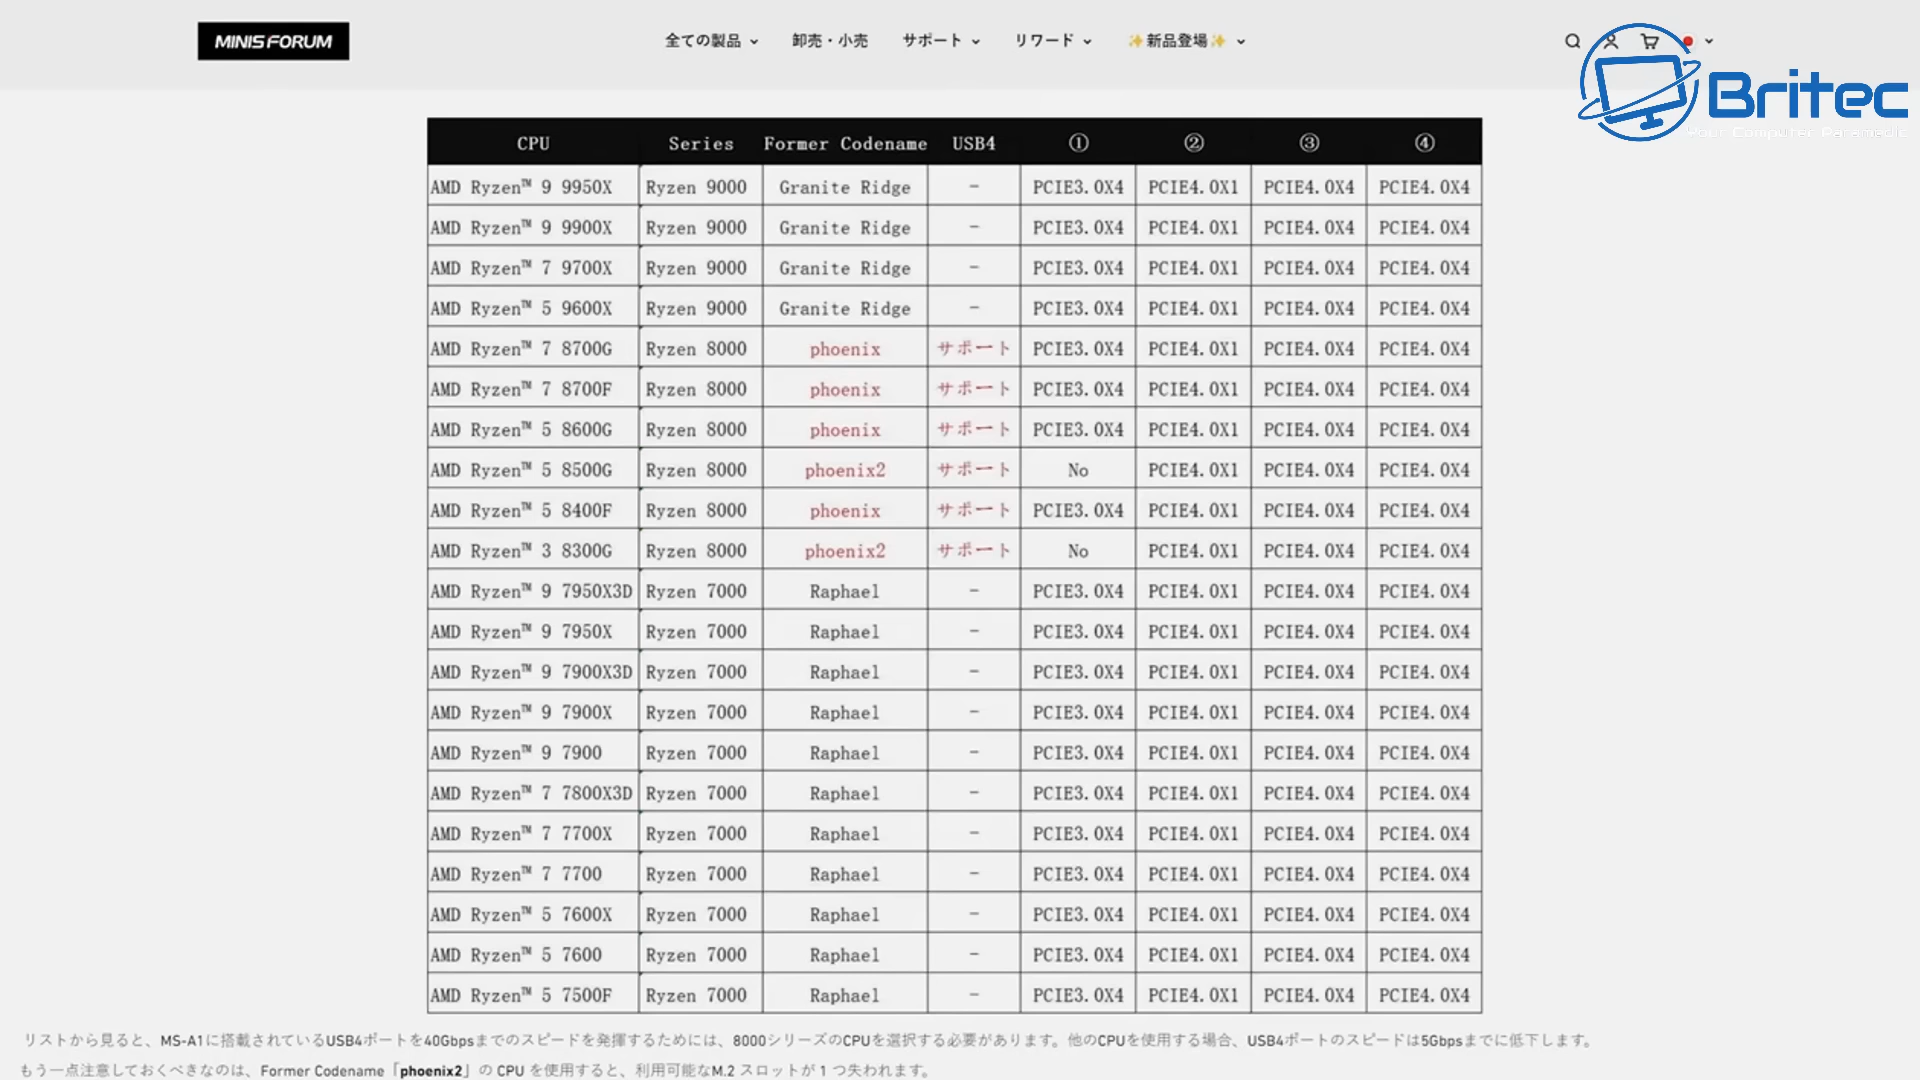 MINISFORUM 全ての製品 卸売・小売 サポート リワード ✨新品登場✨
Britec
Your Computer Paramedic
CPU Series Former Codename USB4 ① ② ③ ④
AMD Ryzen™ 9 9950X Ryzen 9000 Granite Ridge - PCIE3.0X4 PCIE4.0X1 PCIE4.0X4 PCIE4.0X4
AMD Ryzen™ 9 9900X Ryzen 9000 Granite Ridge - PCIE3.0X4 PCIE4.0X1 PCIE4.0X4 PCIE4.0X4
AMD Ryzen™ 7 9700X Ryzen 9000 Granite Ridge - PCIE3.0X4 PCIE4.0X1 PCIE4.0X4 PCIE4.0X4
AMD Ryzen™ 5 9600X Ryzen 9000 Granite Ridge - PCIE3.0X4 PCIE4.0X1 PCIE4.0X4 PCIE4.0X4
AMD Ryzen™ 7 8700G Ryzen 8000 phoenix サポート PCIE3.0X4 PCIE4.0X1 PCIE4.0X4 PCIE4.0X4
AMD Ryzen™ 7 8700F Ryzen 8000 phoenix サポート PCIE3.0X4 PCIE4.0X1 PCIE4.0X4 PCIE4.0X4
AMD Ryzen™ 5 8600G Ryzen 8000 phoenix サポート PCIE3.0X4 PCIE4.0X1 PCIE4.0X4 PCIE4.0X4
AMD Ryzen™ 5 8500G Ryzen 8000 phoenix2 サポート No PCIE4.0X1 PCIE4.0X4 PCIE4.0X4
AMD Ryzen™ 5 8400F Ryzen 8000 phoenix サポート PCIE3.0X4 PCIE4.0X1 PCIE4.0X4 PCIE4.0X4
AMD Ryzen™ 3 8300G Ryzen 8000 phoenix2 サポート No PCIE4.0X1 PCIE4.0X4 PCIE4.0X4
AMD Ryzen™ 9 7950X3D Ryzen 7000 Raphael - PCIE3.0X4 PCIE4.0X1 PCIE4.0X4 PCIE4.0X4
AMD Ryzen™ 9 7950X Ryzen 7000 Raphael - PCIE3.0X4 PCIE4.0X1 PCIE4.0X4 PCIE4.0X4
AMD Ryzen™ 9 7900X3D Ryzen 7000 Raphael - PCIE3.0X4 PCIE4.0X1 PCIE4.0X4 PCIE4.0X4
AMD Ryzen™ 9 7900X Ryzen 7000 Raphael - PCIE3.0X4 PCIE4.0X1 PCIE4.0X4 PCIE4.0X4
AMD Ryzen™ 9 7900 Ryzen 7000 Raphael - PCIE3.0X4 PCIE4.0X1 PCIE4.0X4 PCIE4.0X4
AMD Ryzen™ 7 7800X3D Ryzen 7000 Raphael - PCIE3.0X4 PCIE4.0X1 PCIE4.0X4 PCIE4.0X4
AMD Ryzen™ 7 7700X Ryzen 7000 Raphael - PCIE3.0X4 PCIE4.0X1 PCIE4.0X4 PCIE4.0X4
AMD Ryzen™ 7 7700 Ryzen 7000 Raphael - PCIE3.0X4 PCIE4.0X1 PCIE4.0X4 PCIE4.0X4
AMD Ryzen™ 5 7600X Ryzen 7000 Raphael - PCIE3.0X4 PCIE4.0X1 PCIE4.0X4 PCIE4.0X4
AMD Ryzen™ 5 7600 Ryzen 7000 Raphael - PCIE3.0X4 PCIE4.0X1 PCIE4.0X4 PCIE4.0X4
AMD Ryzen™ 5 7500F Ryzen 7000 Raphael - PCIE3.0X4 PCIE4.0X1 PCIE4.0X4 PCIE4.0X4
リストから見ると、MS-A1に搭載されているUSB4ポートを40Gbpsまでのスピードを発揮するためには、8000シリーズのCPUを選択する必要があります。他のCPUを使用する場合、USB4ポートのスピードは5Gbpsまでに低下します。
もう一点注意しておくべきなのは、Former Codename「phoenix2」の CPU を使用すると、利用可能なM.2 スロットが 1 つ失われます。